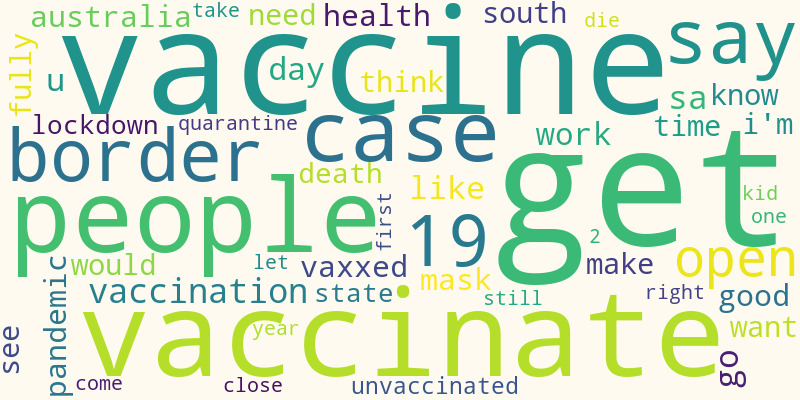 australia take need health south die
vaccine say
fully u day think sa know
lockdown quarantine case work time i'm
border
people death like get kid
first 19 2 one
would let vaxxed make open
pandemic vaccination state mask still right good
vaccinate want
see year go
come close unvaccinated